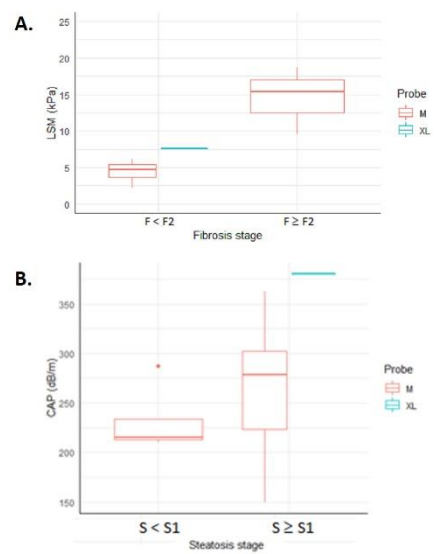 A.
25
20
15
10
5
0
LSM (kPa)
F < F2
F ≥ F2
Fibrosis stage
Probe
M
XL
B.
350
300
250
200
150
CAP (dB/m)
S < S1
S ≥ S1
Steatosis stage
Probe
M
XL